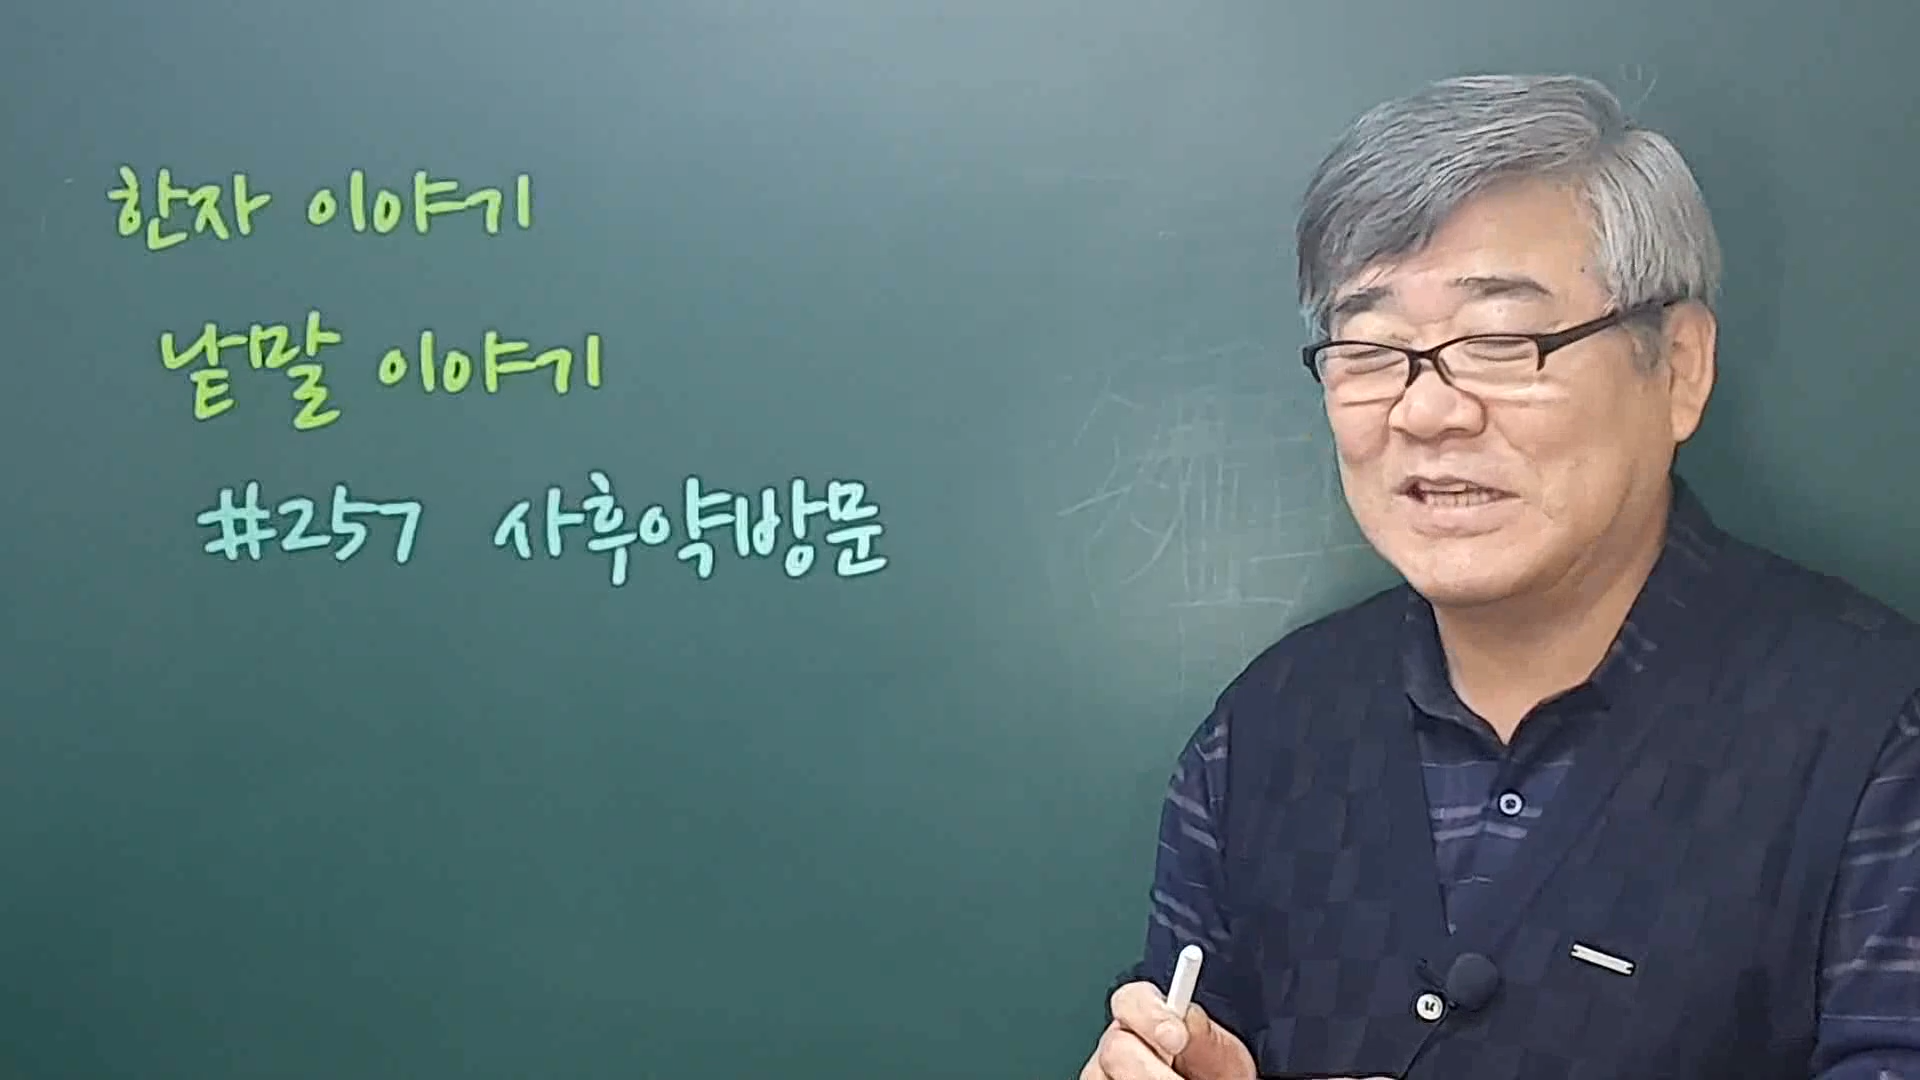 한자 이야기
낱말 이야기
#257 사후약방문